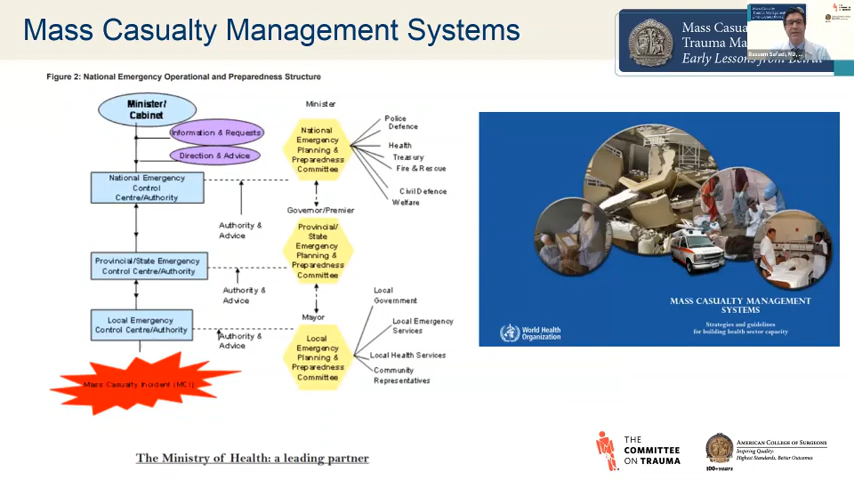 Mass Casualty Management Systems
Mass Casu
Trauma Ma
Early Lessons from Beirut
Figure 2: National Emergency Operational and Preparedness Structure
Minister/
Cabinet
Information & Requests
Direction & Advice
National Emergency
Control
Centre/Authority
Authority &
Advice
Provincial/State Emergency
Control Centre/Authority
Authority &
Advice
Local Emergency
Control Centre/Authority
Authority &
Advice
Mass Casualty Incident (MCI)
Minister
National
Emergency
Planning &
Preparedness
Committee
Police
Defence
Health
Treasury
Fire & Rescue
Civil Defence
Welfare
Governor/Premier
Provincial/
State
Emergency
Planning &
Preparedness
Committee
Mayor
Local
Emergency
Planning &
Preparedness
Committee
Local
Government
Local Emergency
Services
Local Health Services
Community
Representatives
MASS CASUALTY MANAGEMENT
SYSTEMS
Strategies and guidelines
for building health sector capacity
World Health
Organization
The Ministry of Health: a leading partner
THE
COMMITTEE
ON TRAUMA
AMERICAN COLLEGE OF SURGEONS
Inspiring Quality:
Highest Standards, Better Outcomes
100+years